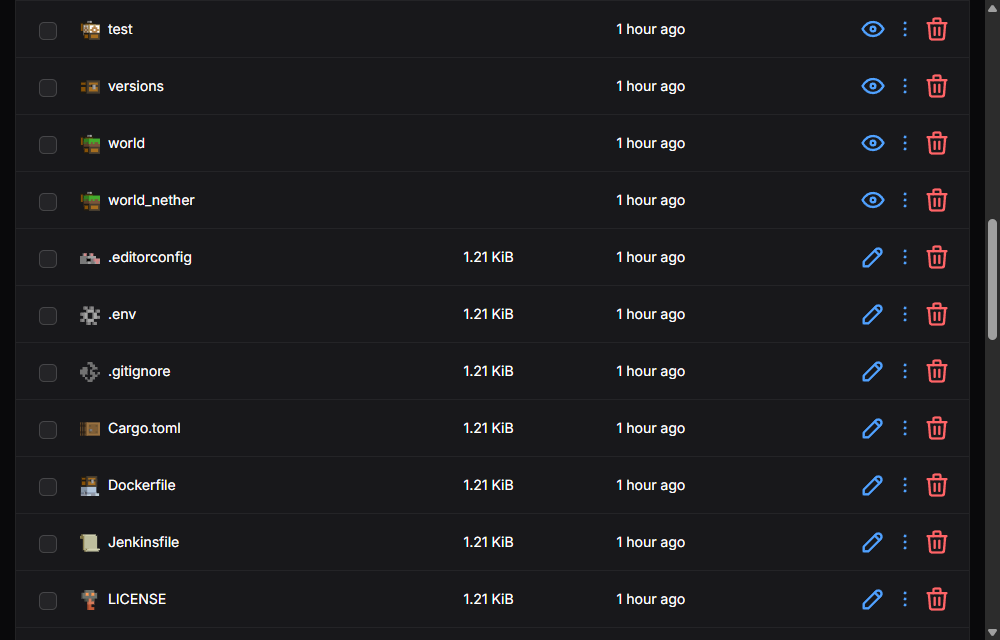 test 1 hour ago
versions 1 hour ago
world 1 hour ago
world_nether 1 hour ago
.editorconfig 1.21 KiB 1 hour ago
.env 1.21 KiB 1 hour ago
.gitignore 1.21 KiB 1 hour ago
Cargo.toml 1.21 KiB 1 hour ago
Dockerfile 1.21 KiB 1 hour ago
Jenkinsfile 1.21 KiB 1 hour ago
LICENSE 1.21 KiB 1 hour ago